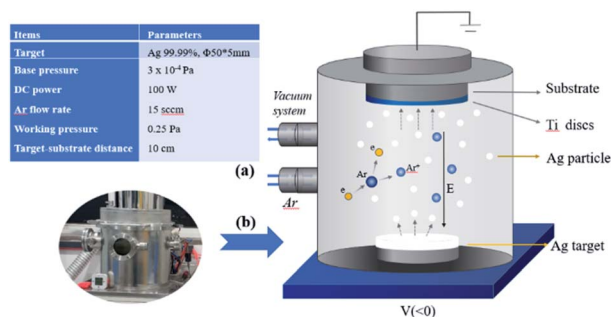 Items Parameters
Target Ag 99.99%, Φ50*5mm
Base pressure 3 x 10⁻⁴ Pa
DC power 100 W
Ar flow rate 15 sccm
Working pressure 0.25 Pa
Target-substrate distance 10 cm
(a)
(b)
Vacuum
system
Ar
Substrate
Ti discs
Ag particle
Ag target
e
Ar
Ar⁺
e
E
V(<0)